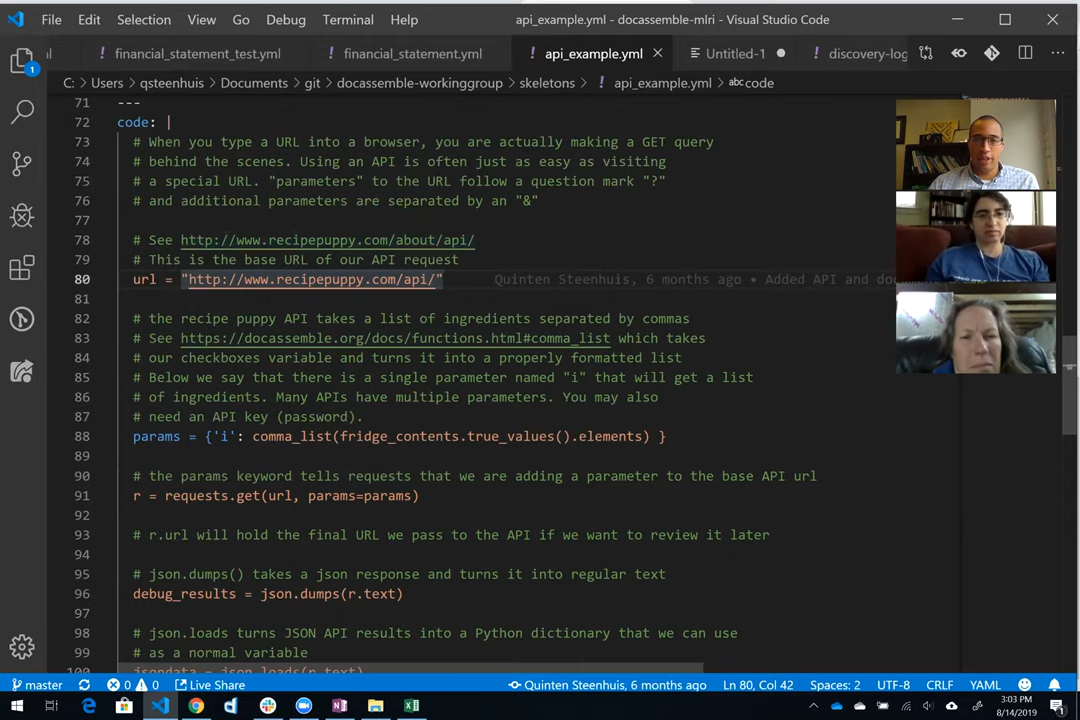 File Edit Selection View Go Debug Terminal Help api_example.yml - docassemble-mlri - Visual Studio Code
! financial_statement_test.yml ! financial_statement.yml ! api_example.yml Untitled-1 ! discovery-log
C: > Users > qsteenhuis > Documents > git > docassemble-workinggroup > skeletons > ! api_example.yml > abc code
71 ---
72 code: |
73 # When you type a URL into a browser, you are actually making a GET query
74 # behind the scenes. Using an API is often just as easy as visiting
75 # a special URL. "parameters" to the URL follow a question mark "?"
76 # and additional parameters are separated by an "&"
77
78 # See http://www.recipepuppy.com/about/api/
79 # This is the base URL of our API request
80 url = "http://www.recipepuppy.com/api/" Quinten Steenhuis, 6 months ago • Added API and doc
81
82 # the recipe puppy API takes a list of ingredients separated by commas
83 # See https://docassemble.org/docs/functions.html#comma_list which takes
84 # our checkboxes variable and turns it into a properly formatted list
85 # Below we say that there is a single parameter named "i" that will get a list
86 # of ingredients. Many APIs have multiple parameters. You may also
87 # need an API key (password).
88 params = {'i': comma_list(fridge_contents.true_values().elements) }
89
90 # the params keyword tells requests that we are adding a parameter to the base API url
91 r = requests.get(url, params=params)
92
93 # r.url will hold the final URL we pass to the API if we want to review it later
94
95 # json.dumps() takes a json response and turns it into regular text
96 debug_results = json.dumps(r.text)
97
98 # json.loads turns JSON API results into a Python dictionary that we can use
99 # as a normal variable
100 jsondata = json.loads(r.text)
1
master 0 0 Live Share Quinten Steenhuis, 6 months ago Ln 80, Col 42 Spaces: 2 UTF-8 CRLF YAML
3:03 PM
8/14/2019